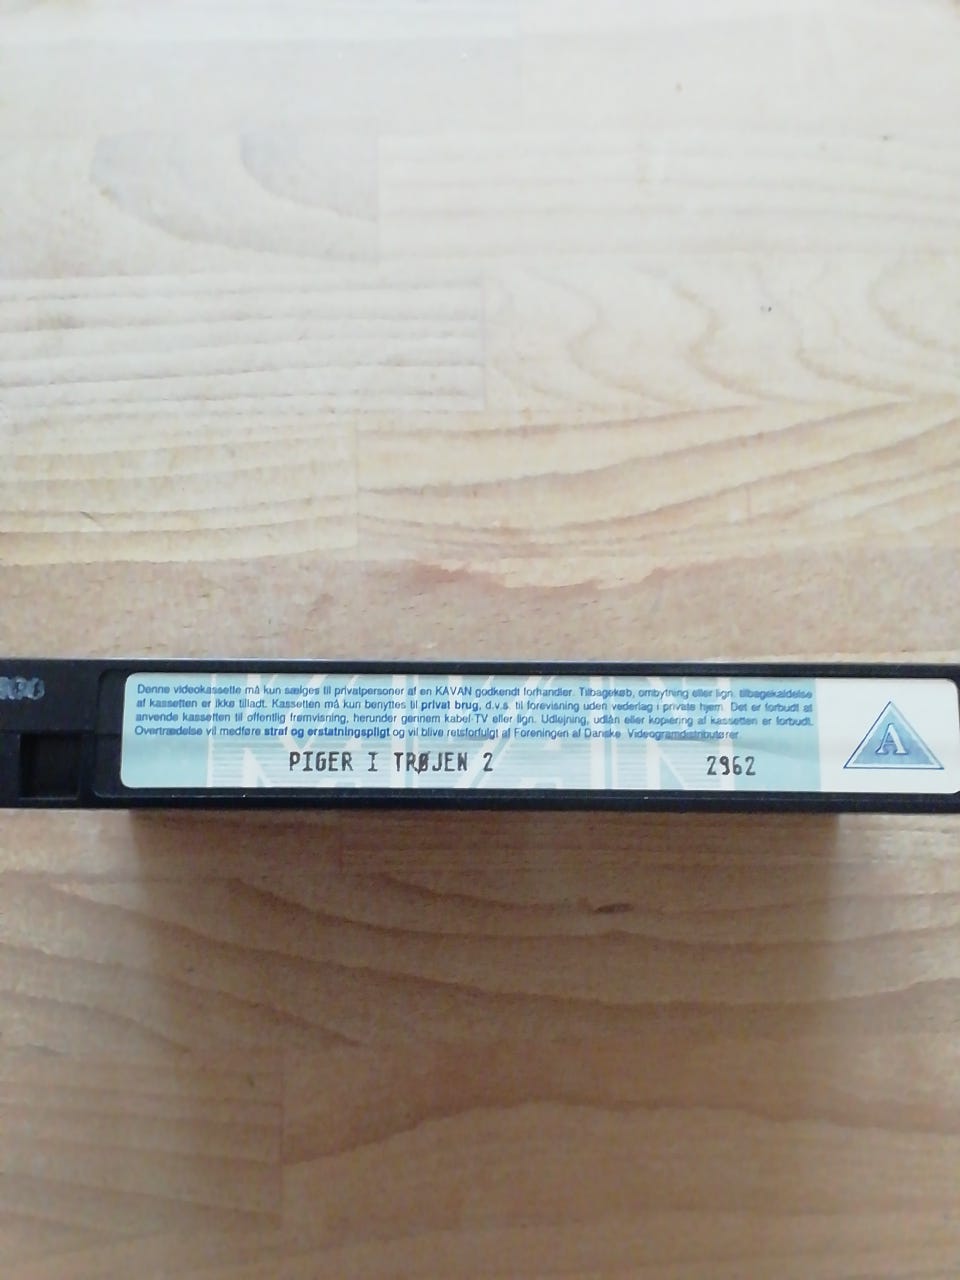 Denne videokassette må kun sælges til privatpersoner af en KAVAN godkendt forhandler. Tilbagekøb, ombytning eller lign. tilbagekaldelse
af kassetten er ikke tilladt. Kassetten må kun benyttes til privat brug, d.v.s. til forevisning uden vederlag i private hjem. Det er forbudt at
anvende kassetten til offentlig fremvisning, herunder gennem kabel-TV eller lign. Udlejning, udlån eller kopiering af kassetten er forbudt.
Overtrædelse vil medføre straf og erstatningspligt og vil blive retsforfulgt af Foreningen af Danske Videogramdistributører.
KAVAN
PIGER I TRØJEN 2 2962
A